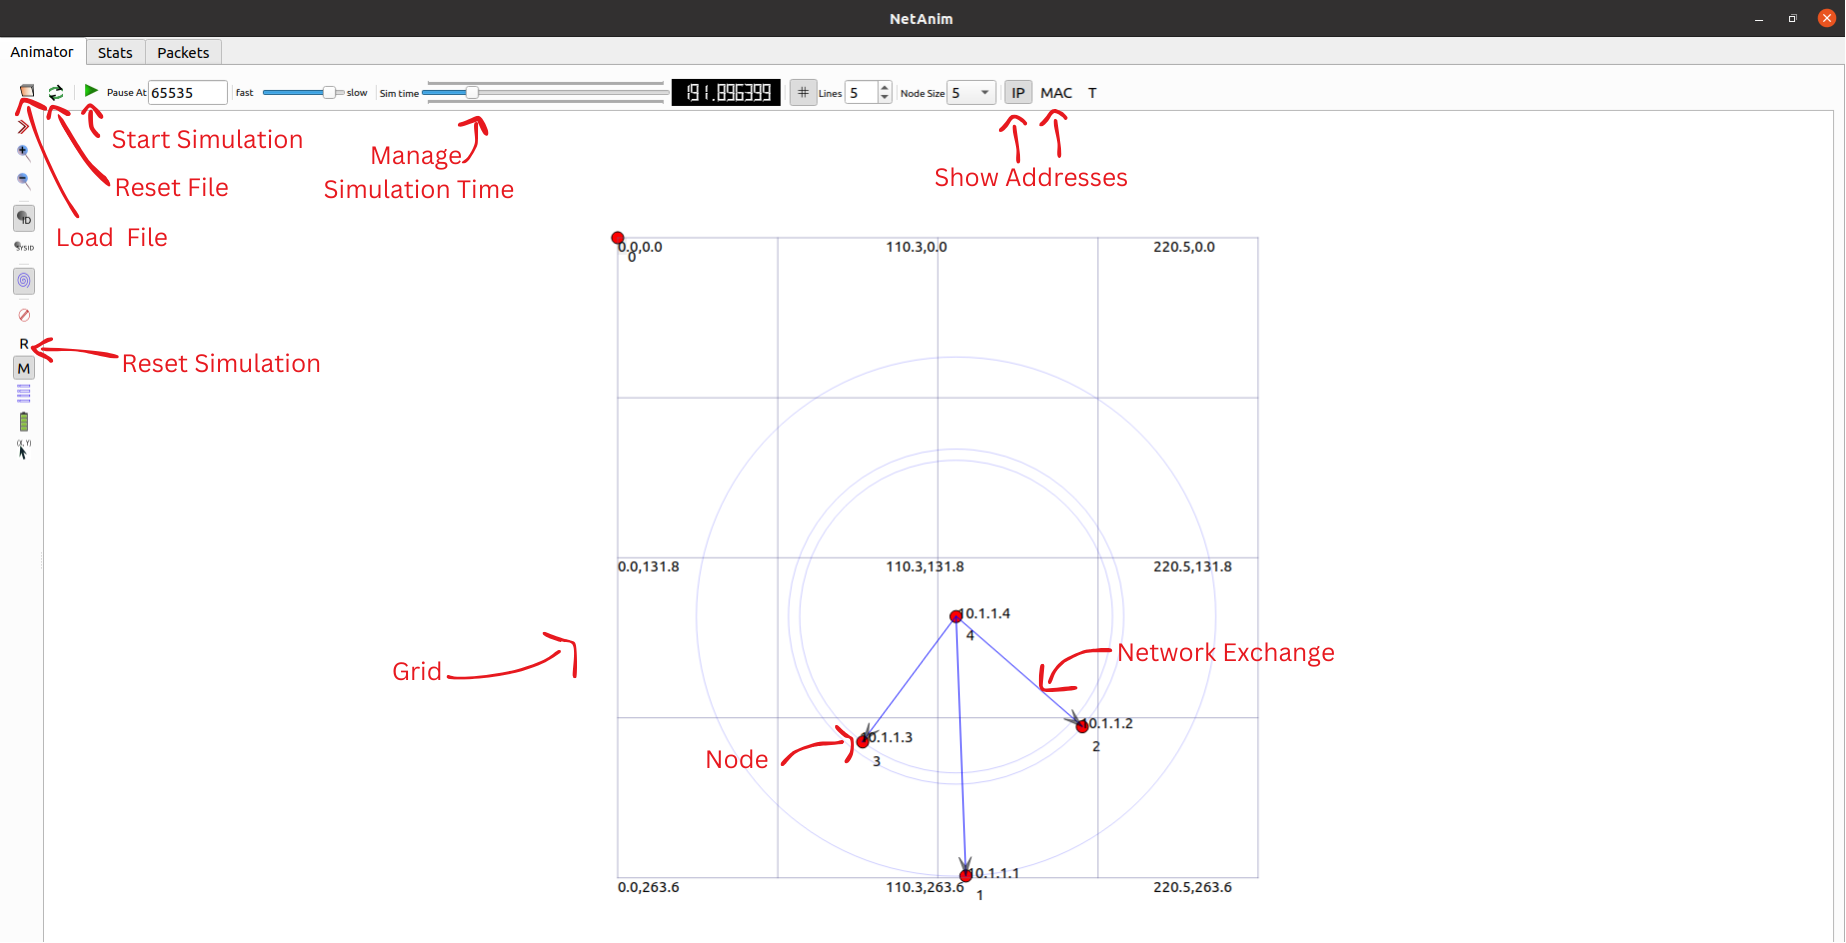 NetAnim
Animator Stats Packets
Pause At 65535 fast slow Sim time 191.896399 # Lines 5 Node Size 5 IP MAC T
Start Simulation
Manage
Simulation Time
Show Addresses
Reset File
Load File
ID
SYSID
R
M
(X, Y)
Reset Simulation
0.0,0.0 110.3,0.0 220.5,0.0
0
0.0,131.8 110.3,131.8 220.5,131.8
10.1.1.4
4
Network Exchange
Grid
10.1.1.2
2
10.1.1.3
3
Node
10.1.1.1
1
0.0,263.6 110.3,263.6 220.5,263.6